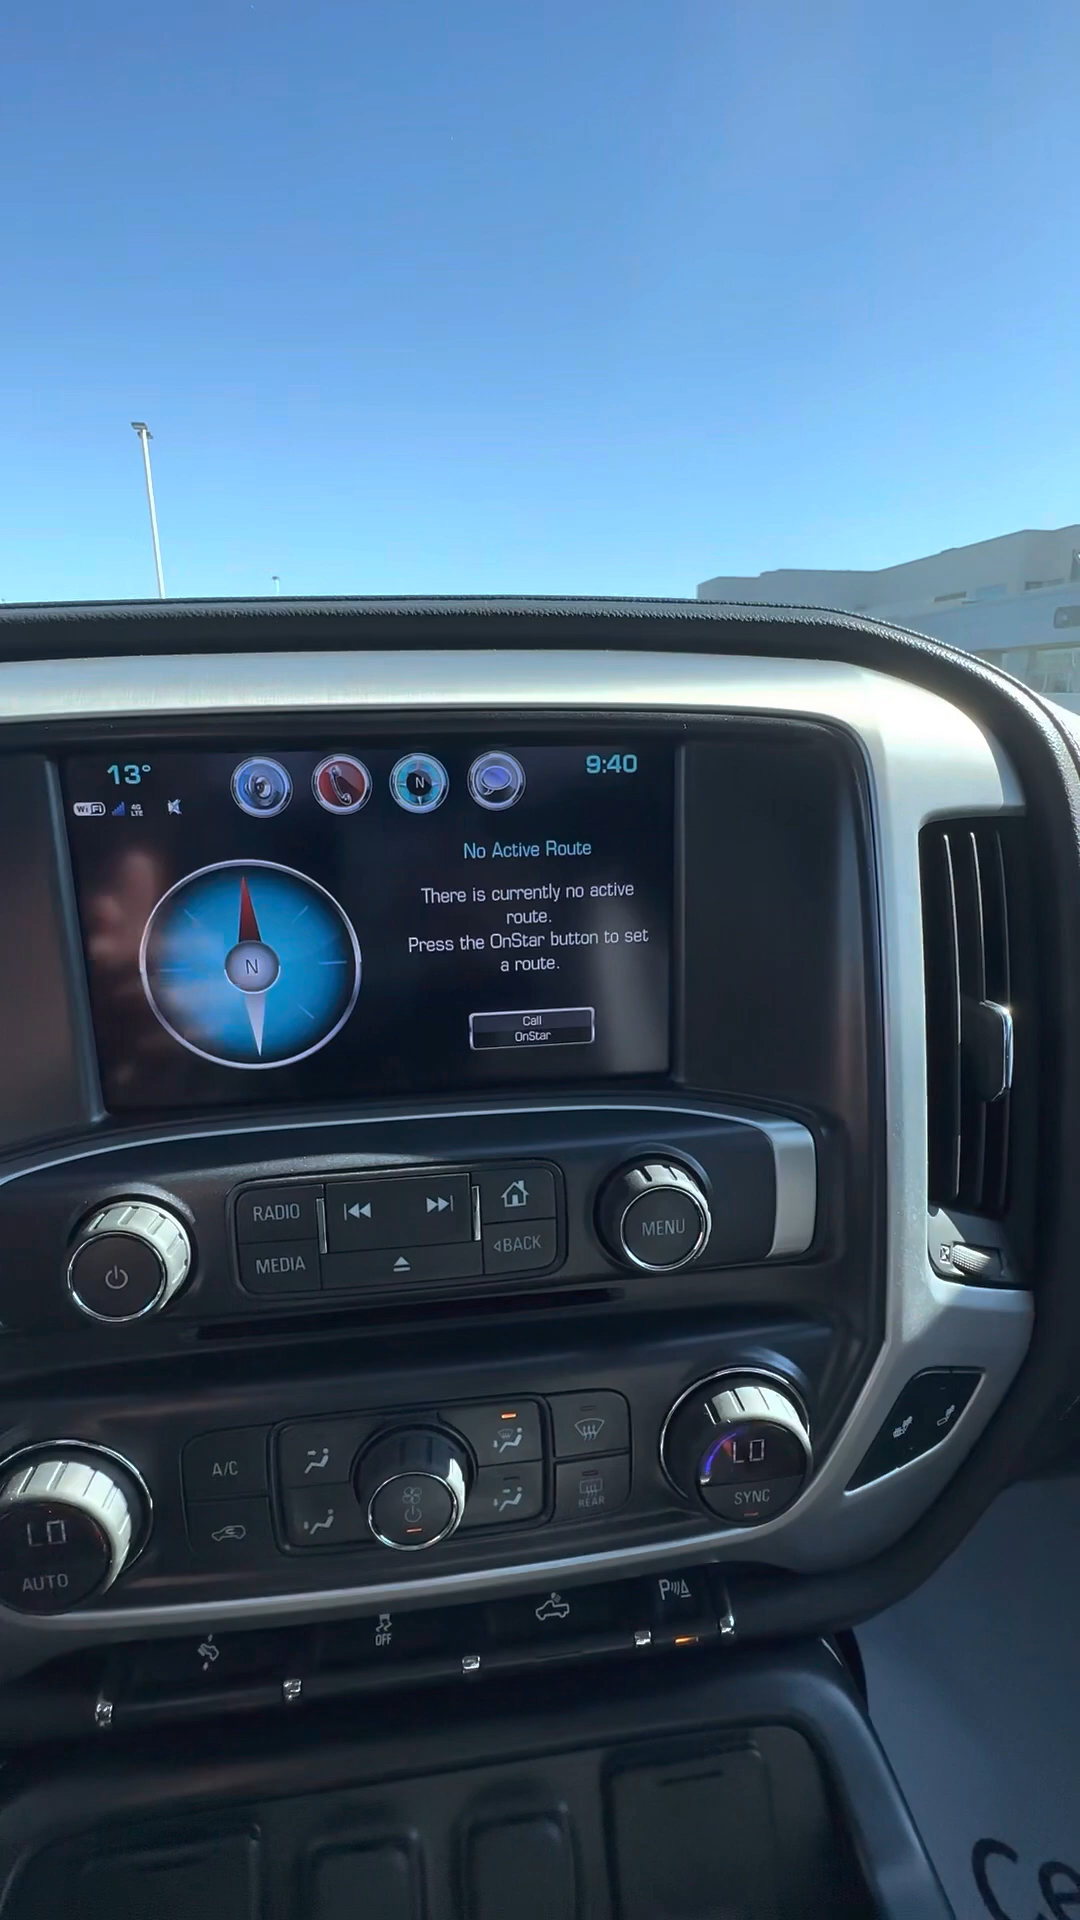 13°
9:40
WiFi
4G
LTE
N
No Active Route
There is currently no active
route.
Press the OnStar button to set
a route.
N
Call
OnStar
RADIO
MEDIA
BACK
MENU
A/C
LO
AUTO
REAR
LO
SYNC
OFF
P
Ce